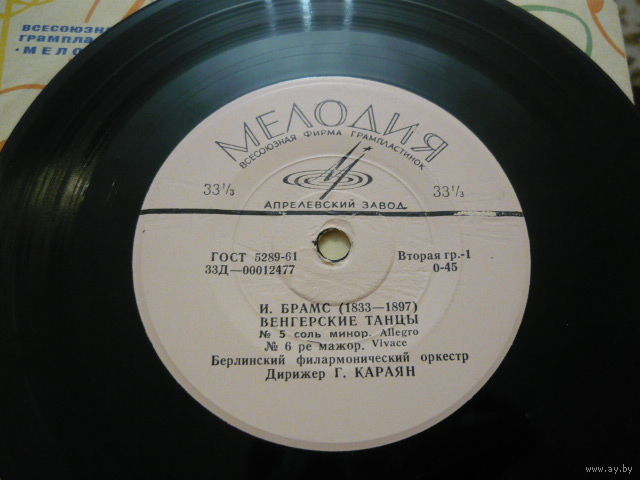 ВСЕСОЮЗНА
ГРАМПЛА
·МЕЛО
МЕЛОДИЯ
ВСЕСОЮЗНАЯ ФИРМА ГРАМПЛАСТИНОК
33⅓ 33⅓
АПРЕЛЕВСКИЙ ЗАВОД
ГОСТ 5289-61 Вторая гр.-1
33Д—00012477 0-45
И. БРАМС (1833—1897)
ВЕНГЕРСКИЕ ТАНЦЫ
№ 5 соль минор. Allegro
№ 6 ре мажор. Vivace
Берлинский филармонический оркестр
Дирижер Г. КАРАЯН
www.ay.by